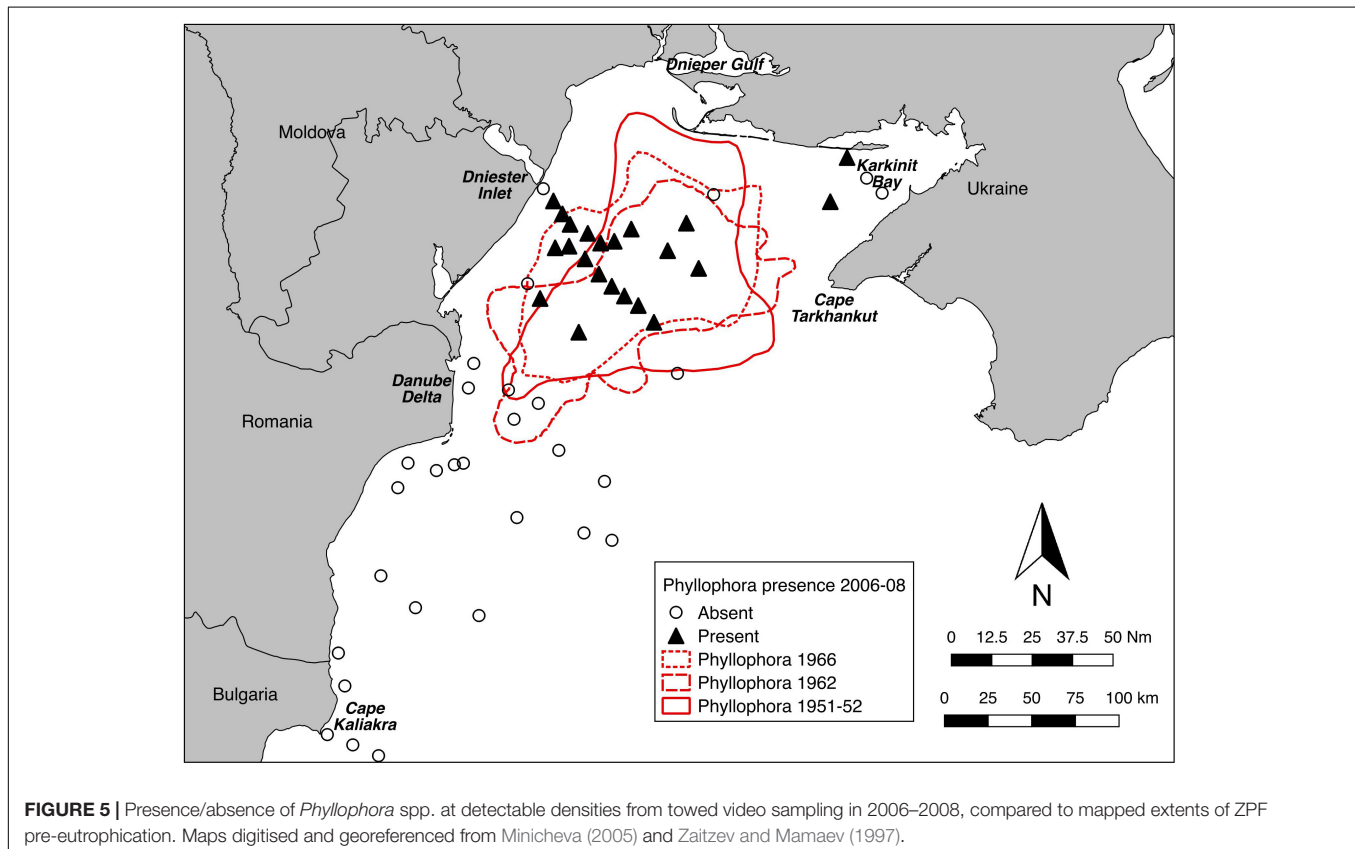 Dnieper Gulf
Moldova
Dniester
Inlet
Karkinit
Bay
Ukraine
Cape
Tarkhankut
Danube
Delta
Romania
Bulgaria
Cape
Kaliakra
Phyllophora presence 2006-08
Absent
Present
Phyllophora 1966
Phyllophora 1962
Phyllophora 1951-52
N
0 12.5 25 37.5 50 Nm
0 25 50 75 100 km
FIGURE 5 | Presence/absence of Phyllophora spp. at detectable densities from towed video sampling in 2006–2008, compared to mapped extents of ZPF
pre-eutrophication. Maps digitised and georeferenced from Minicheva (2005) and Zaitzev and Mamaev (1997).